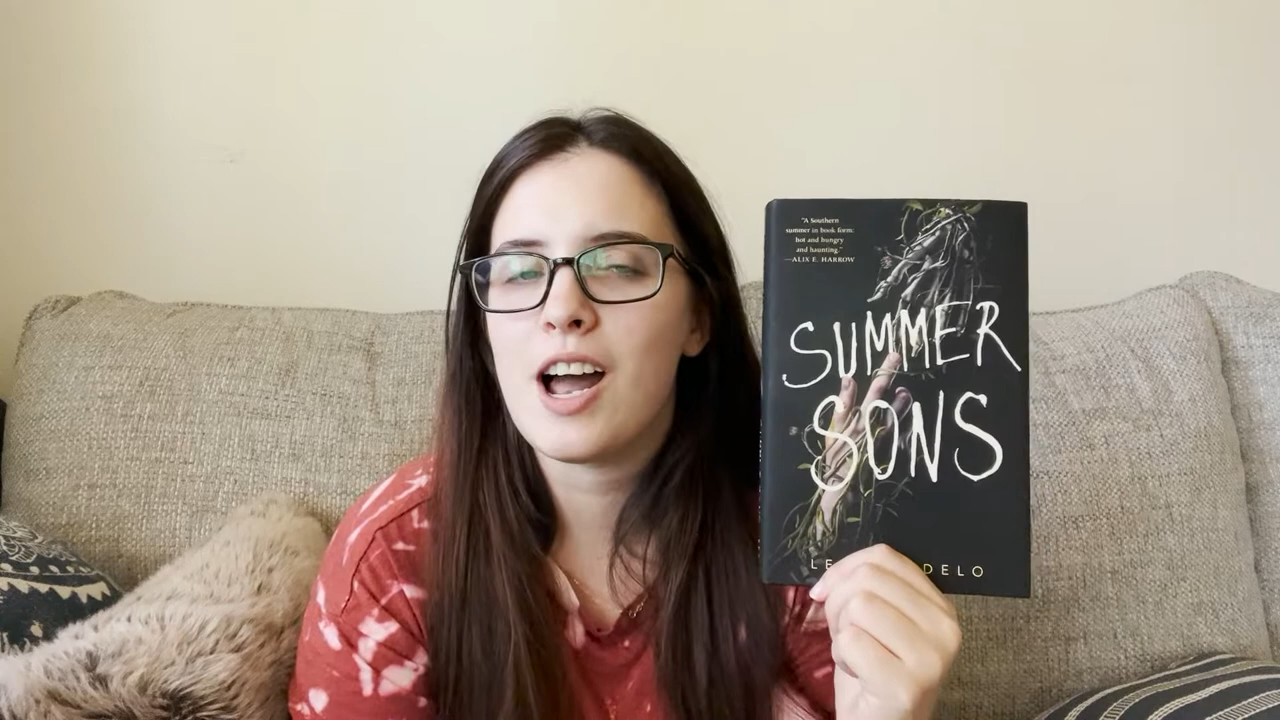 "A Southern
summer in book form:
hot and hungry
and haunting."
—ALIX E. HARROW
SUMMER
SONS